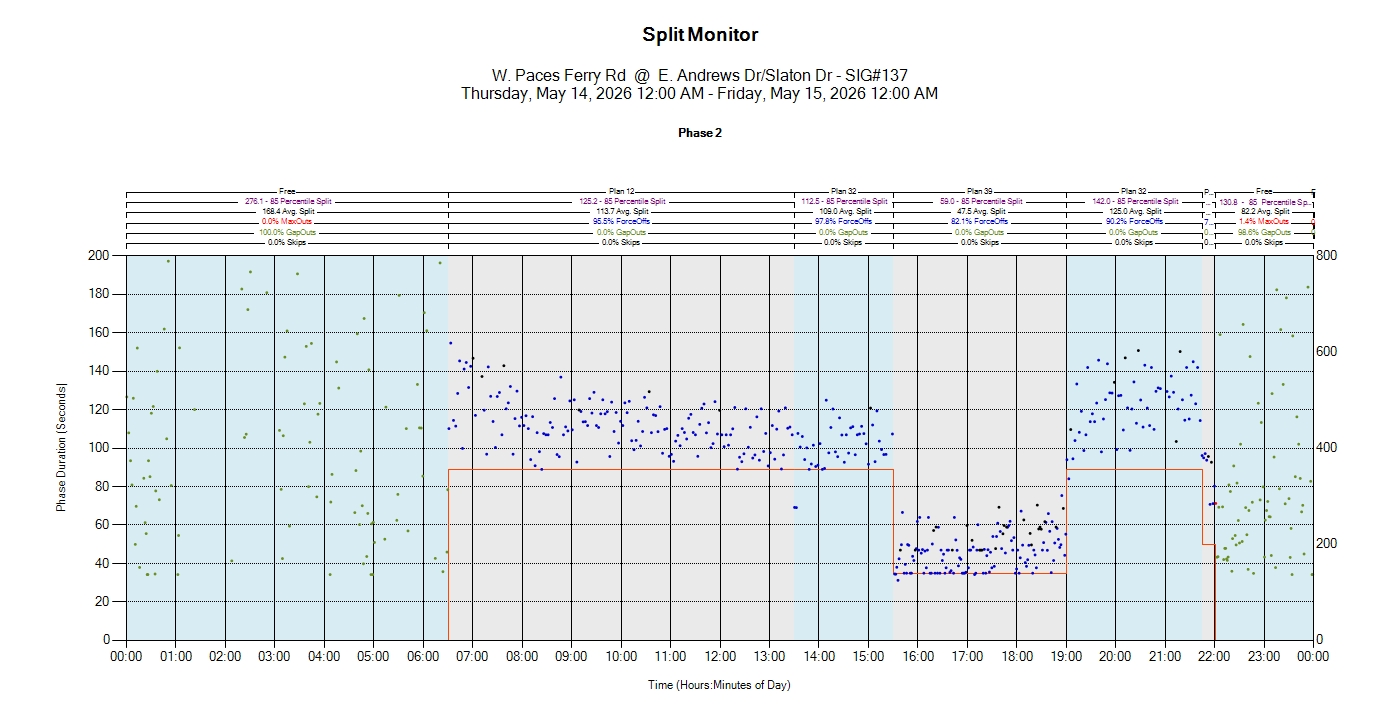 Split Monitor
W. Paces Ferry Rd @ E. Andrews Dr/Slaton Dr - SIG#137
Thursday, May 14, 2026 12:00 AM - Friday, May 15, 2026 12:00 AM
Phase 2
Free Plan 12 Plan 32 Plan 39 Plan 32 P... Free F
276.1 - 85 Percentile Split 125.2 - 85 Percentile Split 112.5 - 85 Percentile Split 59.0 - 85 Percentile Split 142.0 - 85 Percentile Split ... 130.8 - 85 Percentile Sp...
168.4 Avg. Split 113.7 Avg. Split 109.0 Avg. Split 47.5 Avg. Split 125.0 Avg. Split ... 82.2 Avg. Split
0.0% MaxOuts 95.5% ForceOffs 97.8% ForceOffs 82.1% ForceOffs 90.2% ForceOffs 7... 1.4% MaxOuts
100.0% GapOuts 0.0% GapOuts 0.0% GapOuts 0.0% GapOuts 0.0% GapOuts 0... 98.6% GapOuts
0.0% Skips 0.0% Skips 0.0% Skips 0.0% Skips 0.0% Skips 0... 0.0% Skips
200 800
180
160
140 600
120
100 400
80
60
40 200
20
0 0
Phase Duration [Seconds]
00:00 01:00 02:00 03:00 04:00 05:00 06:00 07:00 08:00 09:00 10:00 11:00 12:00 13:00 14:00 15:00 16:00 17:00 18:00 19:00 20:00 21:00 22:00 23:00 00:00
Time (Hours:Minutes of Day)